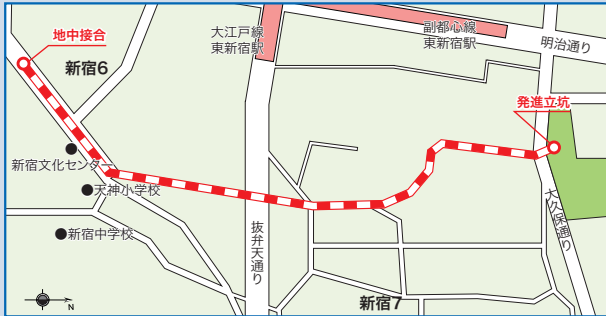 地中接合
新宿6
大江戸線
東新宿駅
副都心線
東新宿駅
明治通り
発進立坑
新宿文化センター
●天神小学校
●新宿中学校
抜弁天通り
大久保通り
新宿7
N